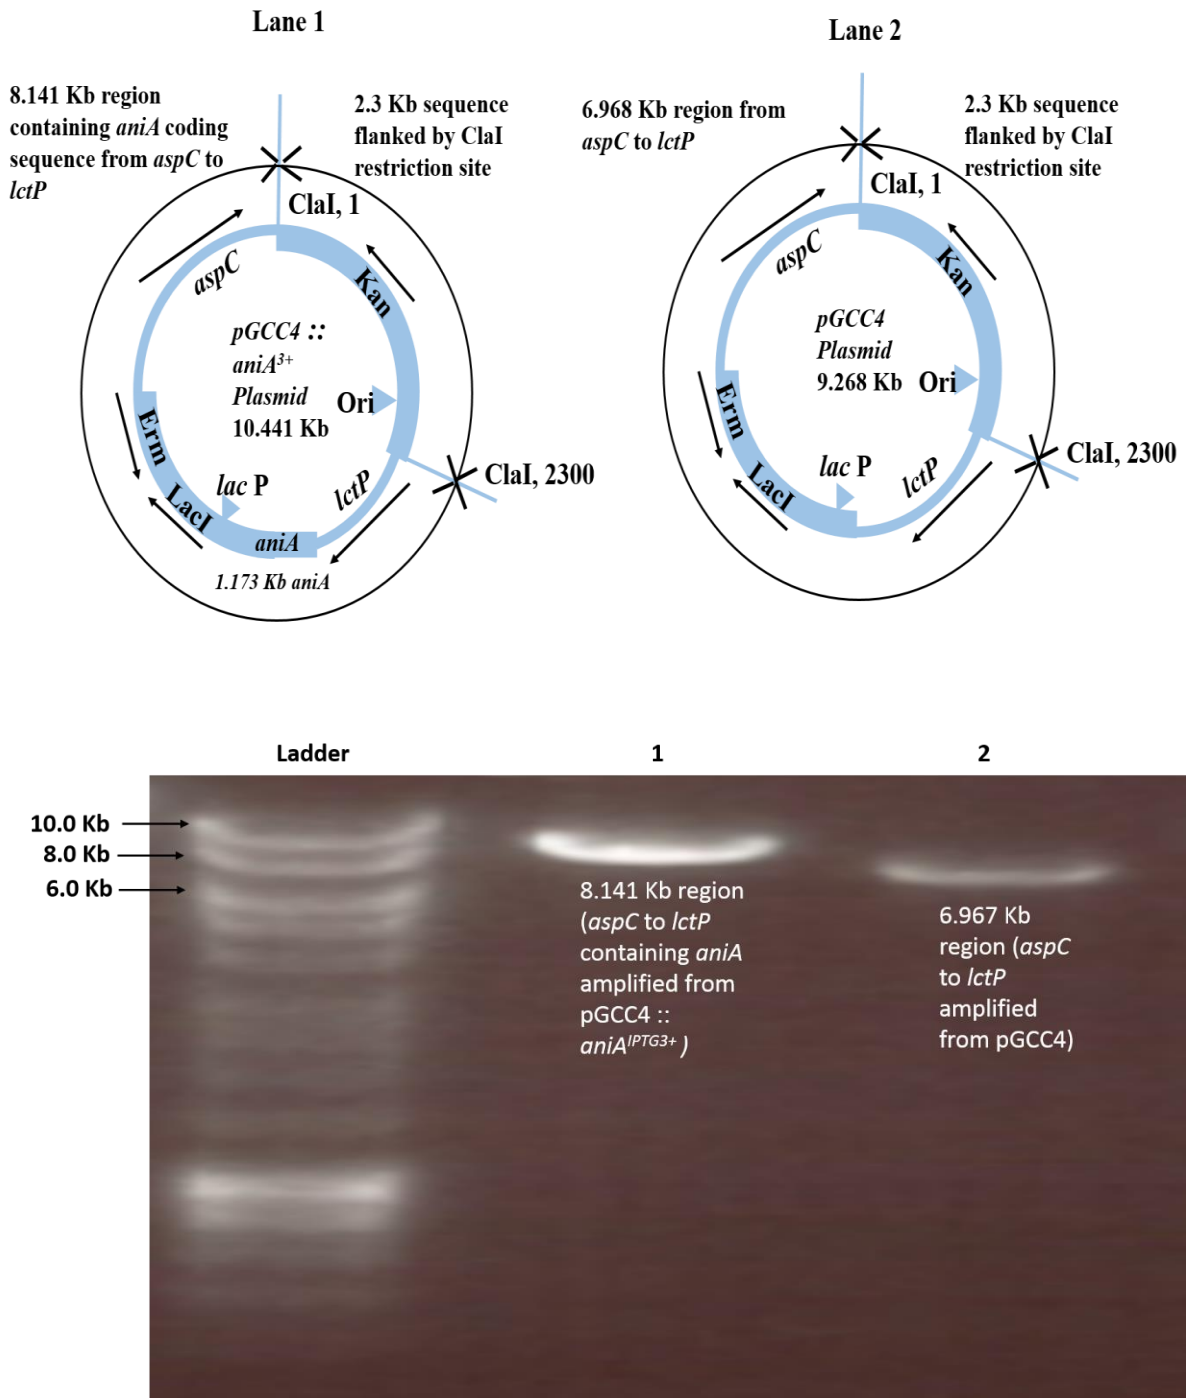 Lane 1
8.141 Kb region
containing aniA coding
sequence from aspC to
lctP
2.3 Kb sequence
flanked by ClaI
restriction site
ClaI, 1
aspC
Kan
pGCC4 ::
aniA3+
Plasmid
10.441 Kb
Ori
Erm
LacI
lac P
lctP
ClaI, 2300
aniA
1.173 Kb aniA
Lane 2
6.968 Kb region from
aspC to lctP
2.3 Kb sequence
flanked by ClaI
restriction site
ClaI, 1
aspC
Kan
pGCC4
Plasmid
9.268 Kb
Ori
Erm
LacI
lac P
lctP
ClaI, 2300
Ladder
1
2
10.0 Kb
8.0 Kb
6.0 Kb
8.141 Kb region
(aspC to lctP
containing aniA
amplified from
pGCC4 ::
aniAIPTG3+ )
6.967 Kb
region (aspC
to lctP
amplified
from pGCC4)